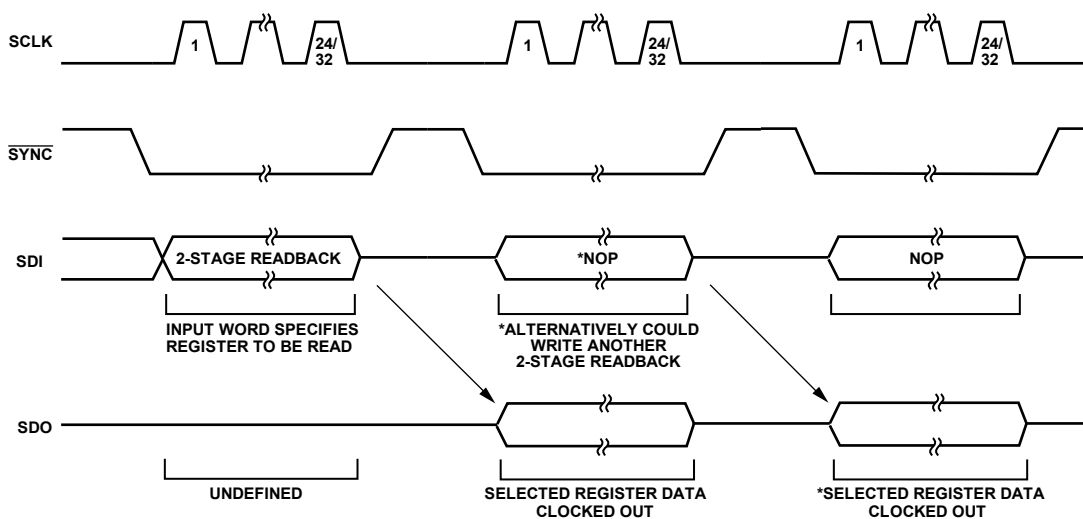 SCLK
1
24/
32
1
24/
32
1
24/
32
SYNC
SDI
2-STAGE READBACK
*NOP
NOP
INPUT WORD SPECIFIES
REGISTER TO BE READ
*ALTERNATIVELY COULD
WRITE ANOTHER
2-STAGE READBACK
SDO
UNDEFINED
SELECTED REGISTER DATA
CLOCKED OUT
*SELECTED REGISTER DATA
CLOCKED OUT